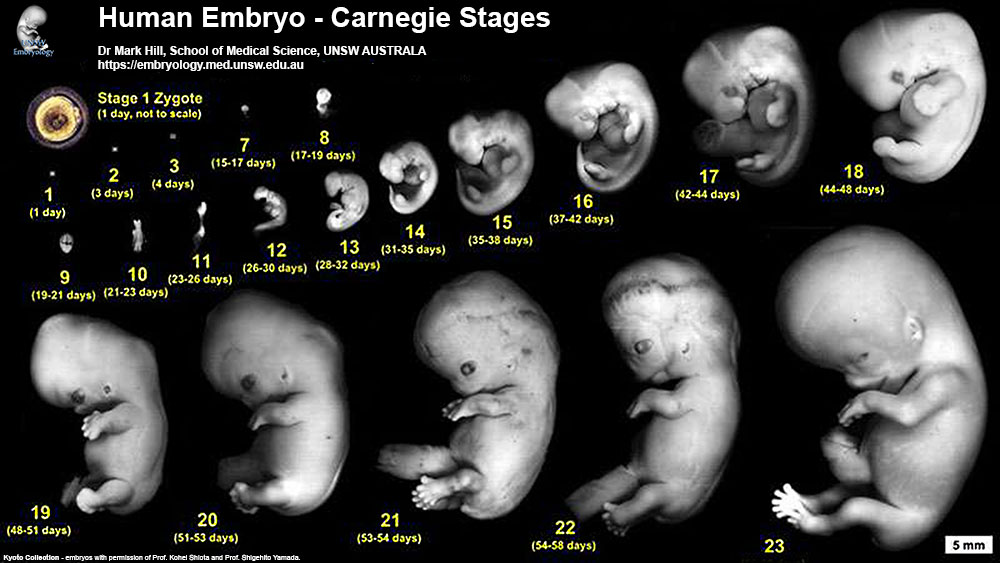 Human Embryo - Carnegie Stages
UNSW
Embryology
Dr Mark Hill, School of Medical Science, UNSW AUSTRALA
https://embryology.med.unsw.edu.au
Stage 1 Zygote
(1 day, not to scale)
1
(1 day)
2
(3 days)
3
(4 days)
7
(15-17 days)
8
(17-19 days)
9
(19-21 days)
10
(21-23 days)
11
(23-26 days)
12
(26-30 days)
13
(28-32 days)
14
(31-35 days)
15
(35-38 days)
16
(37-42 days)
17
(42-44 days)
18
(44-48 days)
19
(48-51 days)
20
(51-53 days)
21
(53-54 days)
22
(54-58 days)
23
5 mm
Kyoto Collection - embryos with permission of Prof. Kohei Shiota and Prof. Shigehito Yamada.